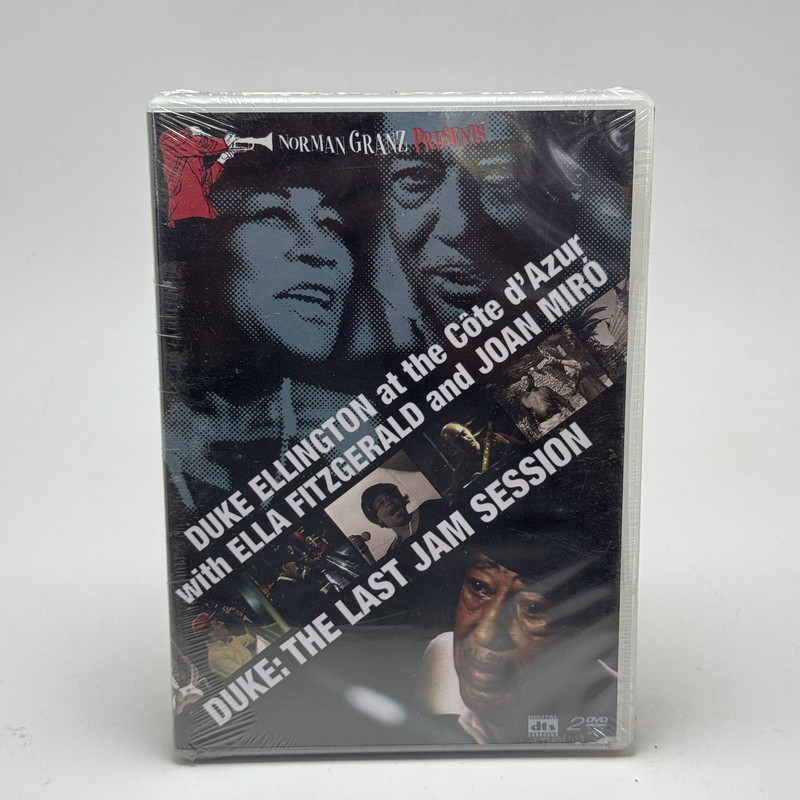 NORMAN GRANZ PRESENTS
DUKE ELLINGTON at the Côte d'Azur
with ELLA FITZGERALD and JOAN MIRÓ
DUKE: THE LAST JAM SESSION
DIGITAL
dts
2 DVD